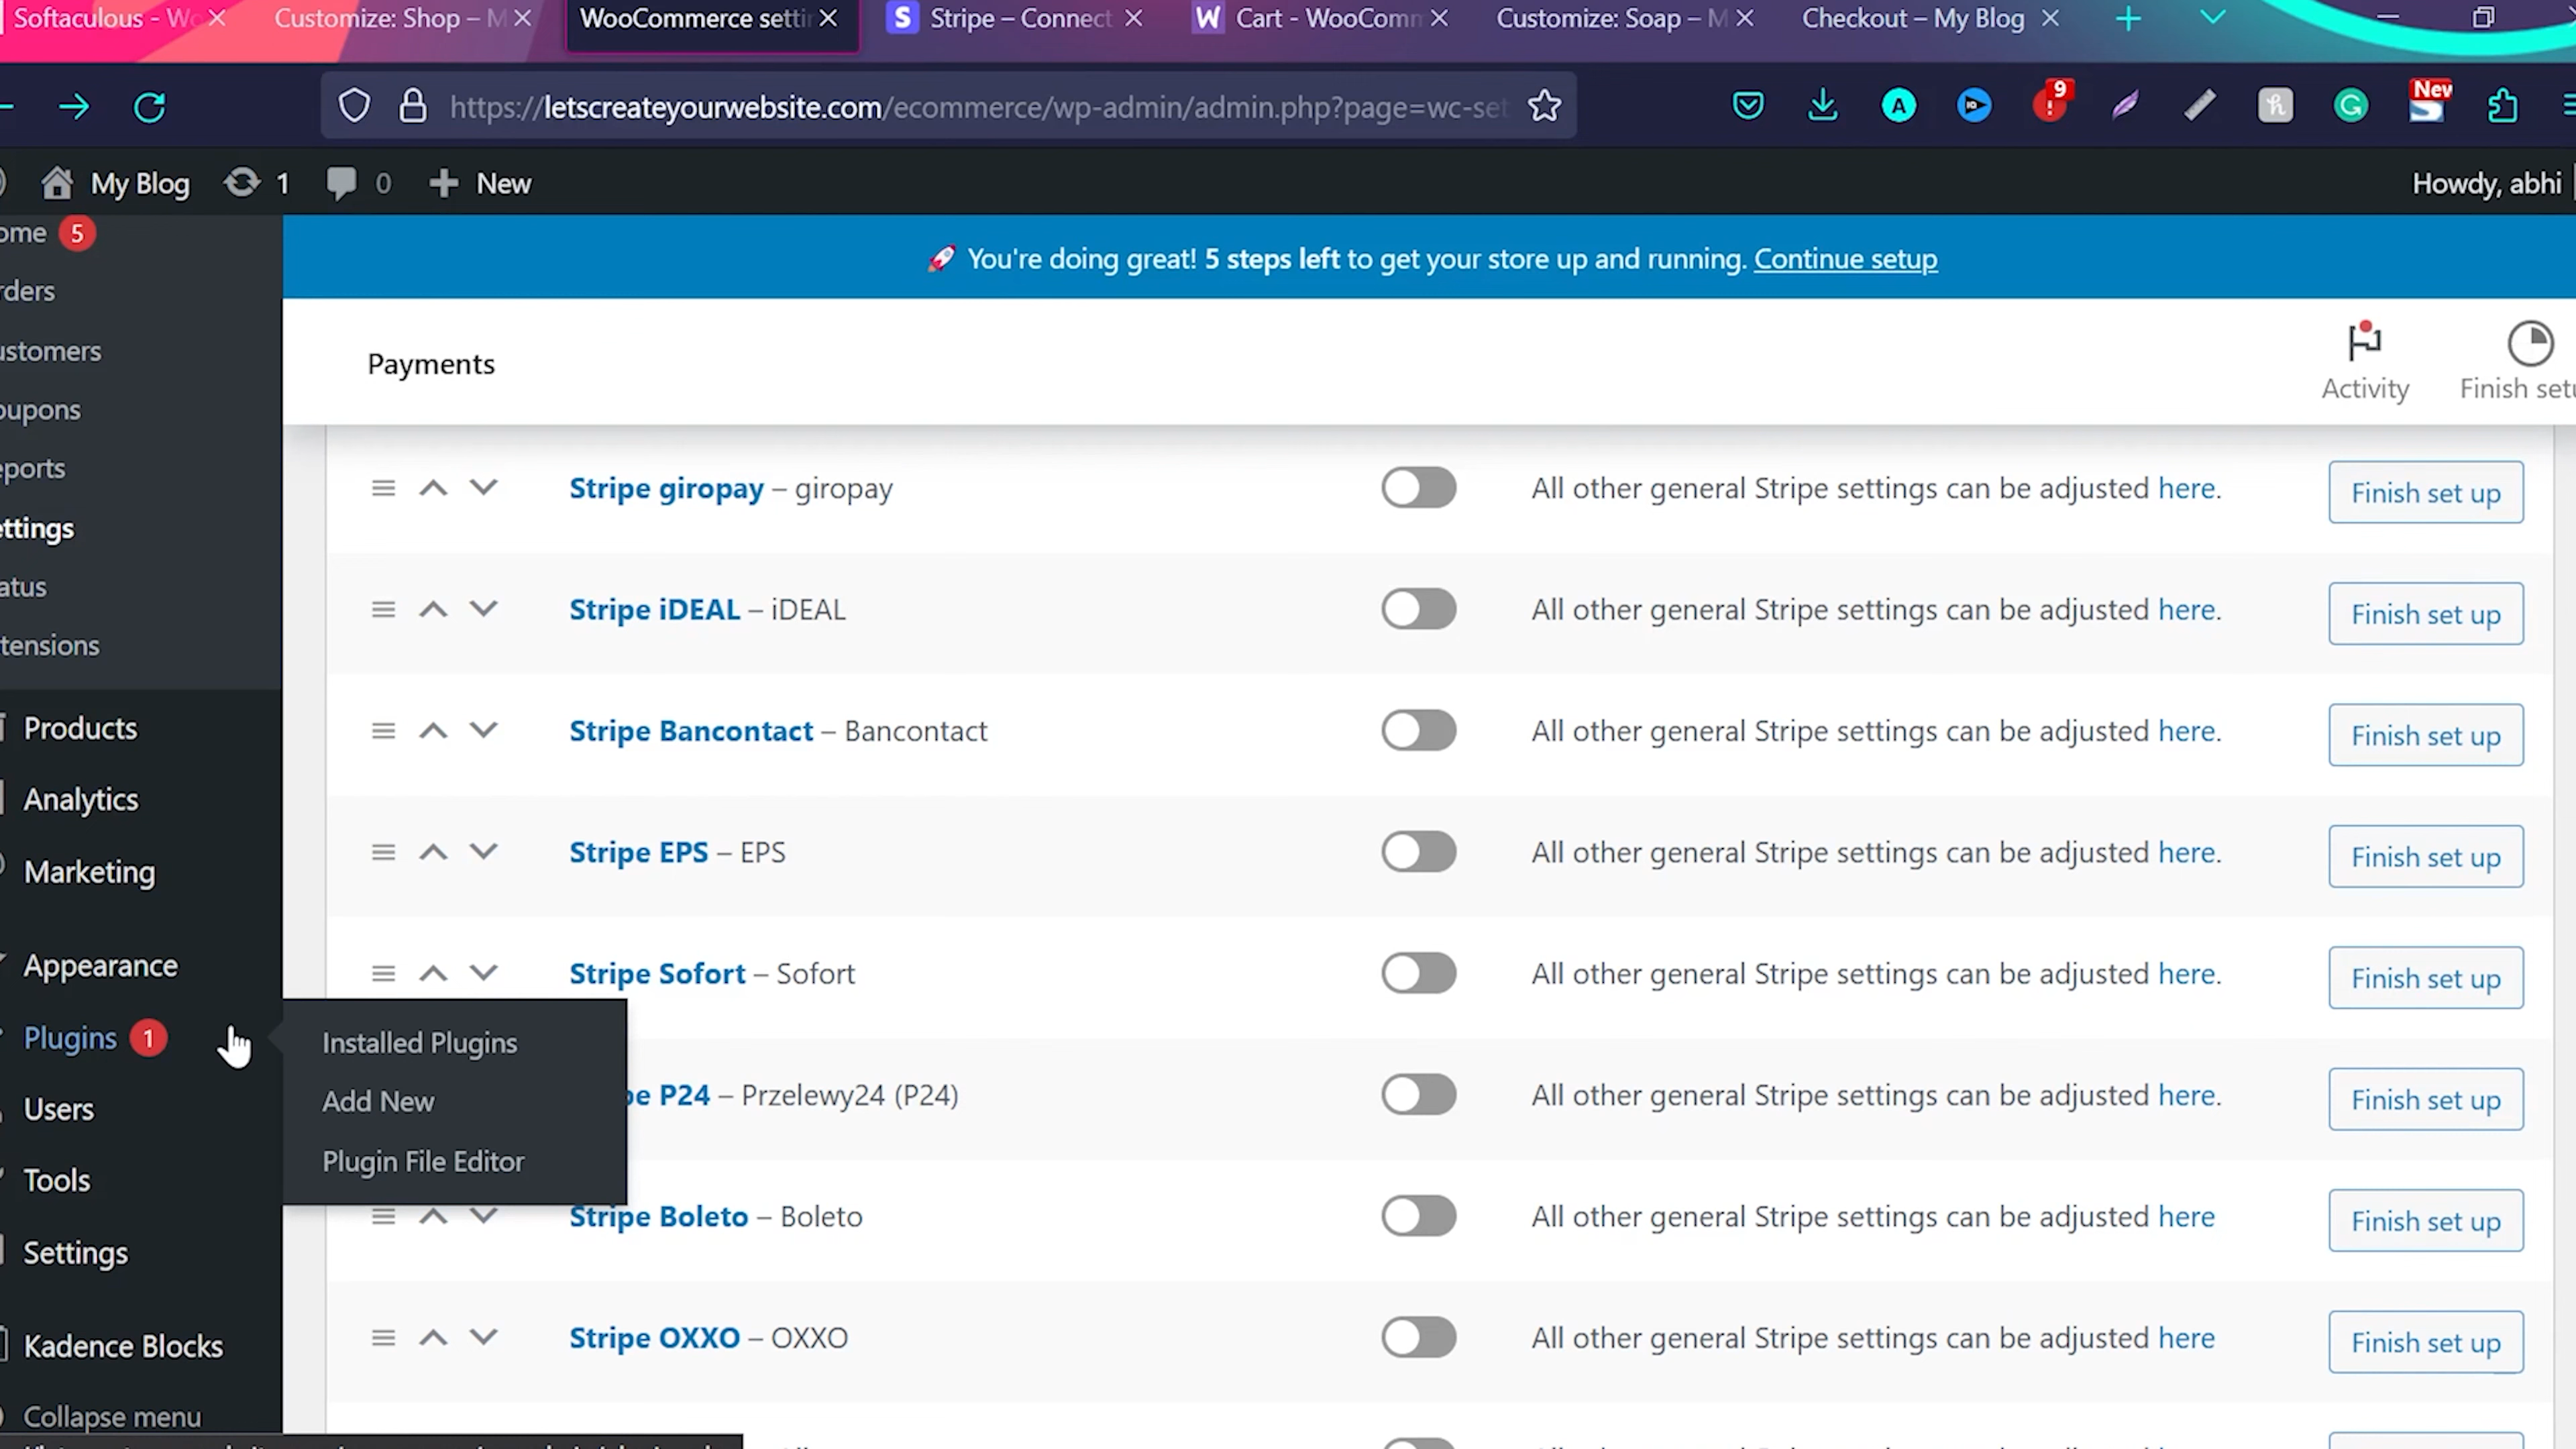 Softaculous - Wo
Customize: Shop – M
WooCommerce setti
Stripe – Connect
Cart - WooComm
Customize: Soap – M
Checkout – My Blog
https://letscreateyourwebsite.com/ecommerce/wp-admin/admin.php?page=wc-set
9
New
My Blog
1
0
New
Howdy, abhi
ome 5
rders
ustomers
oupons
eports
ettings
atus
tensions
Products
Analytics
Marketing
Appearance
Plugins 1
Users
Tools
Settings
Kadence Blocks
Collapse menu
Installed Plugins
Add New
Plugin File Editor
You're doing great! 5 steps left to get your store up and running. Continue setup
Payments
Activity
Finish setu
Stripe giropay – giropay
All other general Stripe settings can be adjusted here.
Finish set up
Stripe iDEAL – iDEAL
All other general Stripe settings can be adjusted here.
Finish set up
Stripe Bancontact – Bancontact
All other general Stripe settings can be adjusted here.
Finish set up
Stripe EPS – EPS
All other general Stripe settings can be adjusted here.
Finish set up
Stripe Sofort – Sofort
All other general Stripe settings can be adjusted here.
Finish set up
pe P24 – Przelewy24 (P24)
All other general Stripe settings can be adjusted here.
Finish set up
Stripe Boleto – Boleto
All other general Stripe settings can be adjusted here
Finish set up
Stripe OXXO – OXXO
All other general Stripe settings can be adjusted here
Finish set up